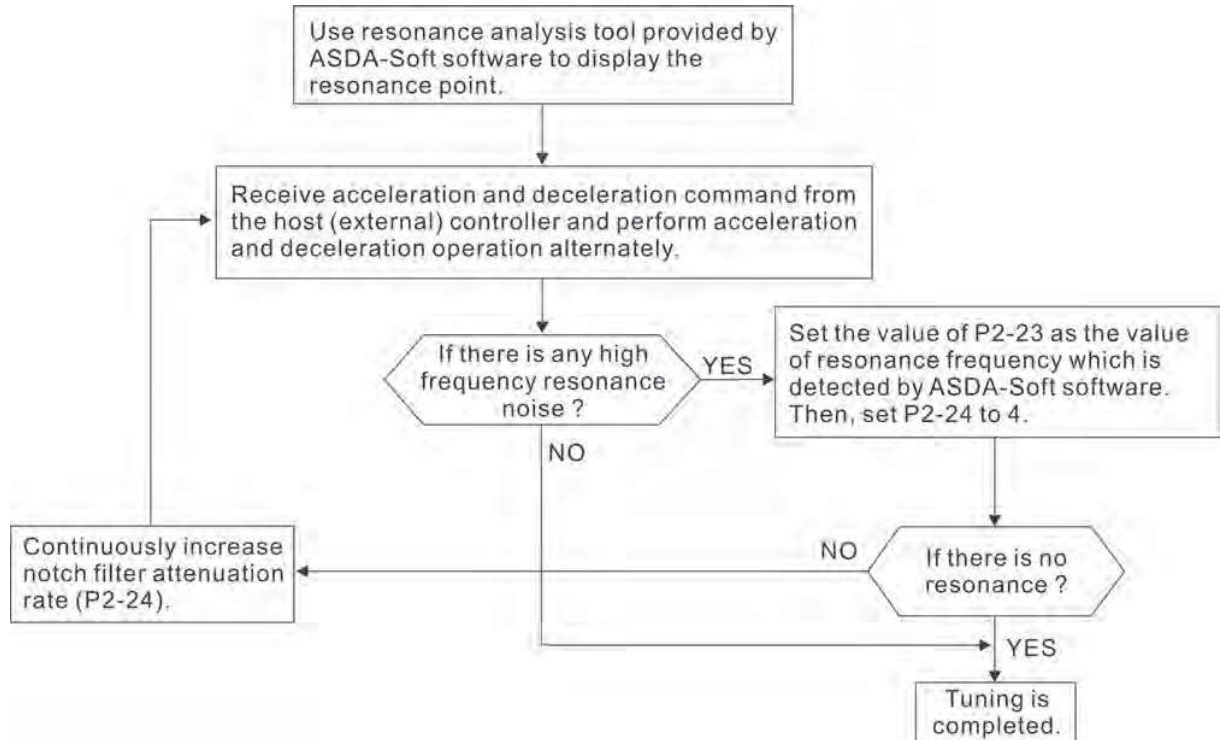 Use resonance analysis tool provided by
ASDA-Soft software to display the
resonance point.
Receive acceleration and deceleration command from
the host (external) controller and perform acceleration
and deceleration operation alternately.
If there is any high
frequency resonance
noise ?
YES
Set the value of P2-23 as the value
of resonance frequency which is
detected by ASDA-Soft software.
Then, set P2-24 to 4.
NO
Continuously increase
notch filter attenuation
rate (P2-24).
NO
If there is no
resonance ?
YES
Tuning is
completed.